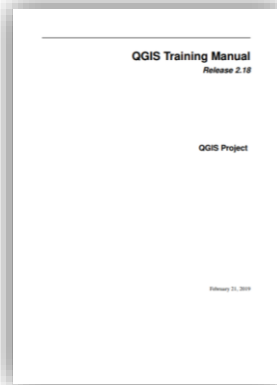 QGIS Training Manual
Release 2.18
QGIS Project
February 21, 2019